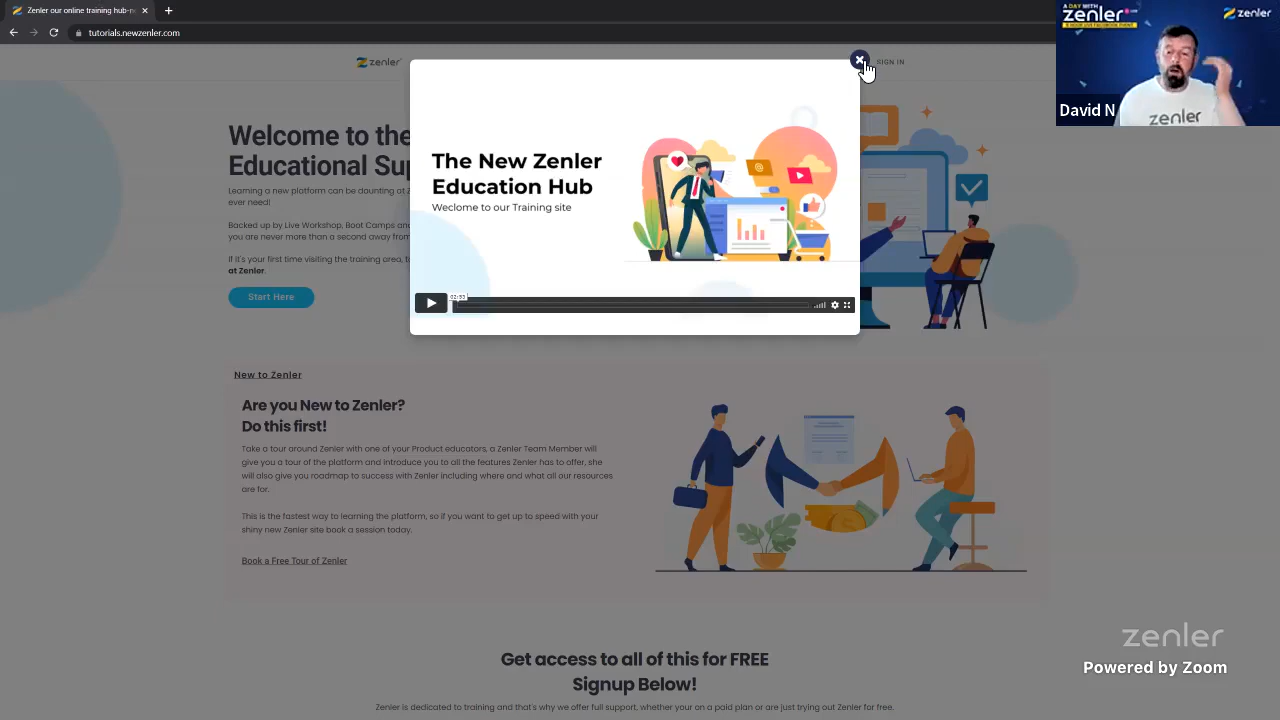 Zenler our online training hub-n
tutorials.newzenler.com
A DAY WITH
zenler LIVE
zenler
David N
zenler
zenler
SIGN IN
Welcome to the
Educational Sup
Learning a new platform can be daunting at Z
ever need!
Backed up by Live Workshop, Boot Camps and
you are never more than a second away from
If it's your first time visiting the training area, t
at Zenler.
Start Here
The New Zenler
Education Hub
Weclome to our Training site
02:53
New to Zenler
Are you New to Zenler?
Do this first!
Take a tour around Zenler with one of your Product educators, a Zenler Team Member will
give you a tour of the platform and introduce you to all the features Zenler has to offer, she
will also give you roadmap to success with Zenler including where and what all our resources
are for.
This is the fastest way to learning the platform, so if you want to get up to speed with your
shiny new Zenler site book a session today.
Book a Free Tour of Zenler
Get access to all of this for FREE
Signup Below!
Zenler is dedicated to training and that's why we offer full support, whether your on a paid plan or are just trying out Zenler for free.
zenler
Powered by Zoom